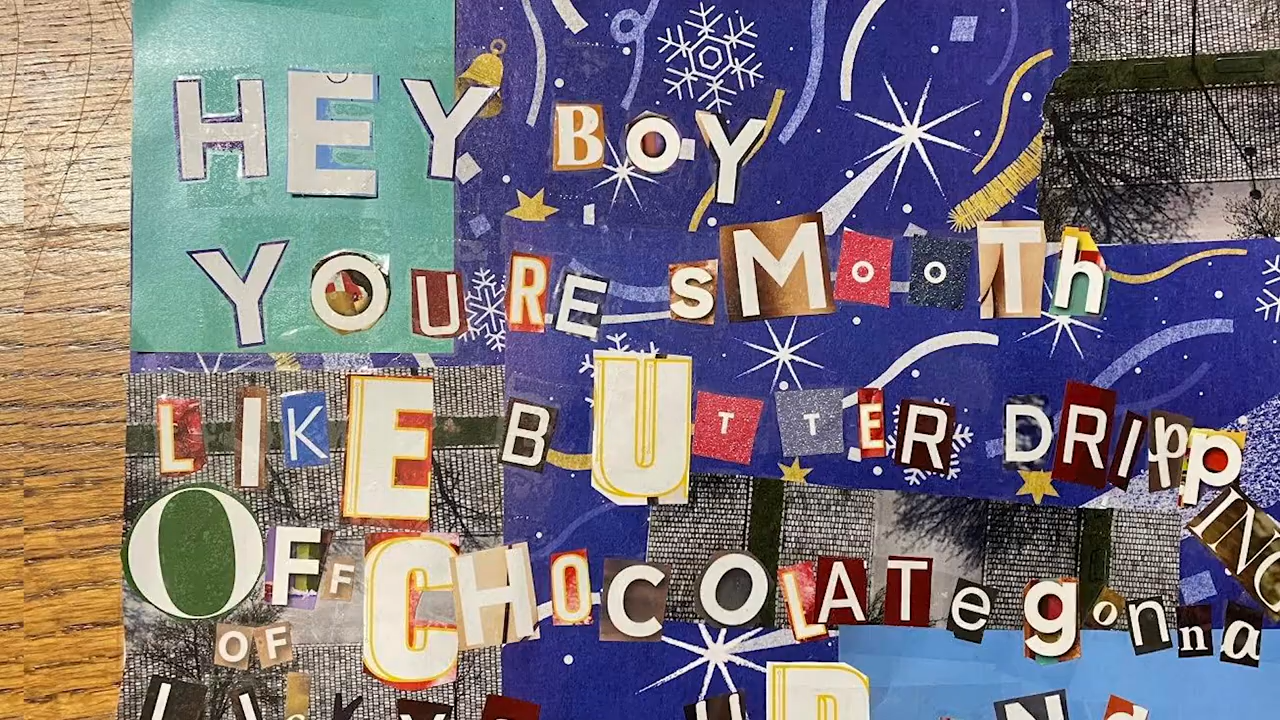 HEY BOY
YOURE sMooTh
LIKE BUTTER DRIppING
OFF CHOCOLATe gonna
OF